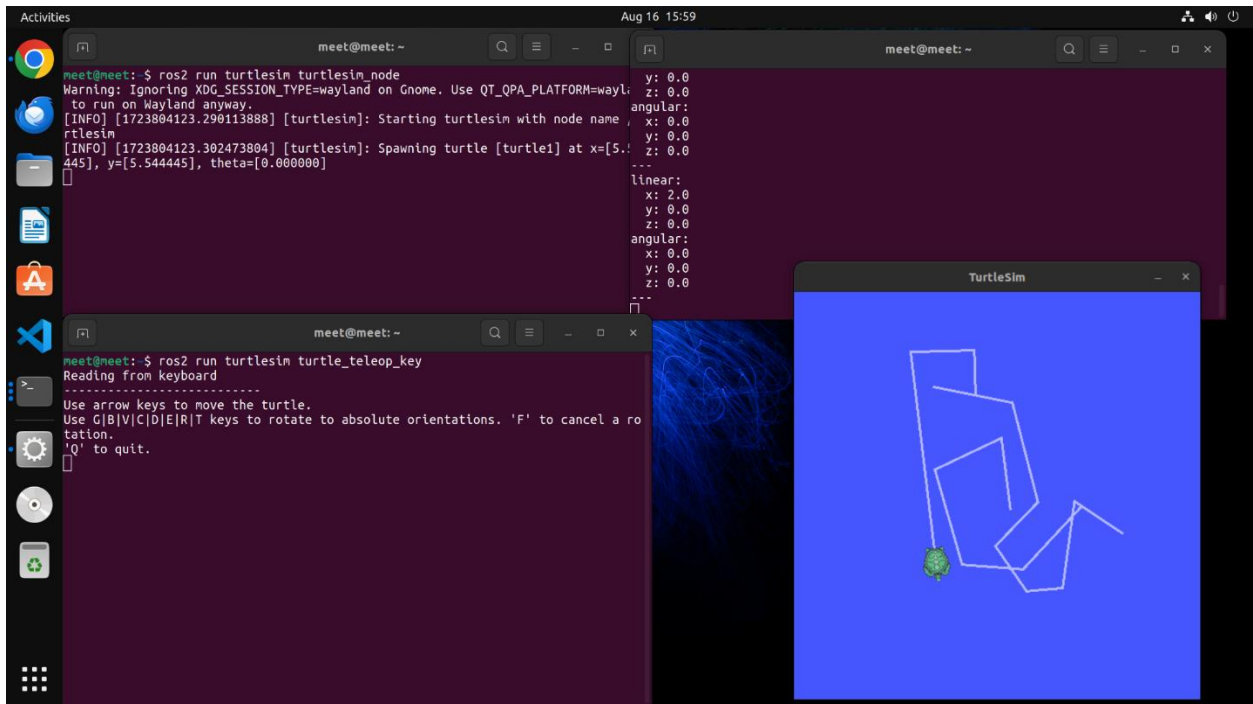 Activities
Aug 16 15:59
meet@meet: ~
meet@meet:~$ ros2 run turtlesim turtlesim_node
Warning: Ignoring XDG_SESSION_TYPE=wayland on Gnome. Use QT_QPA_PLATFORM=wayl
to run on Wayland anyway.
[INFO] [1723804123.290113888] [turtlesim]: Starting turtlesim with node name
rtlesim
[INFO] [1723804123.302473804] [turtlesim]: Spawning turtle [turtle1] at x=[5.5
445], y=[5.544445], theta=[0.000000]
meet@meet: ~
y: 0.0
z: 0.0
angular:
x: 0.0
y: 0.0
z: 0.0
---
linear:
x: 2.0
y: 0.0
z: 0.0
angular:
x: 0.0
y: 0.0
z: 0.0
---
meet@meet: ~
meet@meet:~$ ros2 run turtlesim turtle_teleop_key
Reading from keyboard
---------------------------
Use arrow keys to move the turtle.
Use G|B|V|C|D|E|R|T keys to rotate to absolute orientations. 'F' to cancel a ro
tation.
'Q' to quit.
TurtleSim